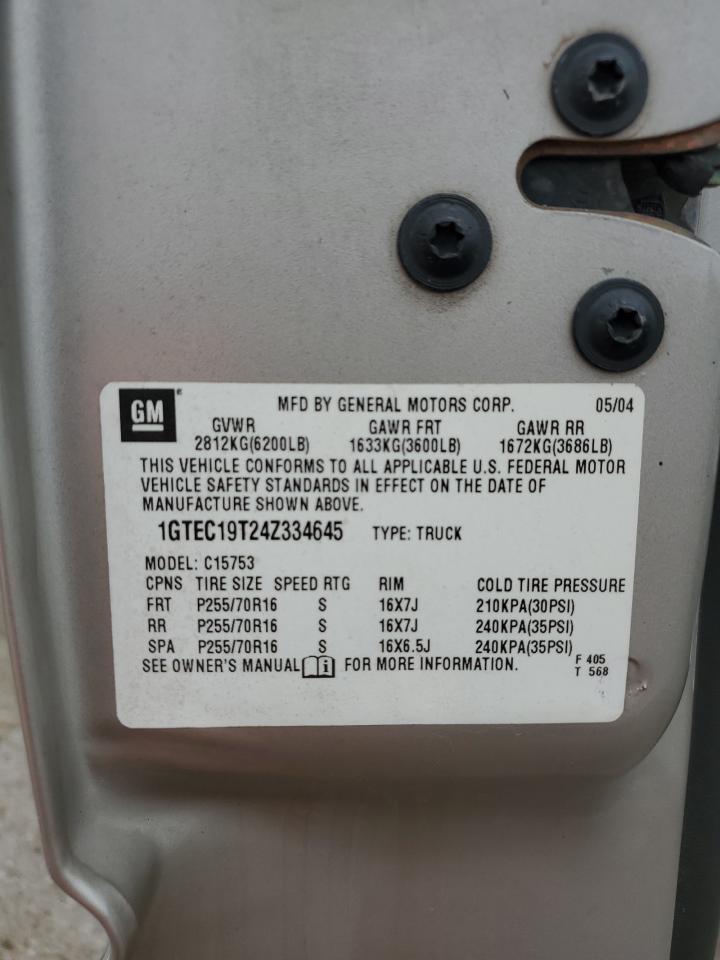 GM MFD BY GENERAL MOTORS CORP. 05/04
GVWR GAWR FRT GAWR RR
2812KG(6200LB) 1633KG(3600LB) 1672KG(3686LB)
THIS VEHICLE CONFORMS TO ALL APPLICABLE U.S. FEDERAL MOTOR
VEHICLE SAFETY STANDARDS IN EFFECT ON THE DATE OF
MANUFACTURE SHOWN ABOVE.
1GTEC19T24Z334645 TYPE: TRUCK
MODEL: C15753
CPNS TIRE SIZE SPEED RTG RIM COLD TIRE PRESSURE
FRT P255/70R16 S 16X7J 210KPA(30PSI)
RR P255/70R16 S 16X7J 240KPA(35PSI)
SPA P255/70R16 S 16X6.5J 240KPA(35PSI)
SEE OWNER'S MANUAL i FOR MORE INFORMATION. F 405
T 568